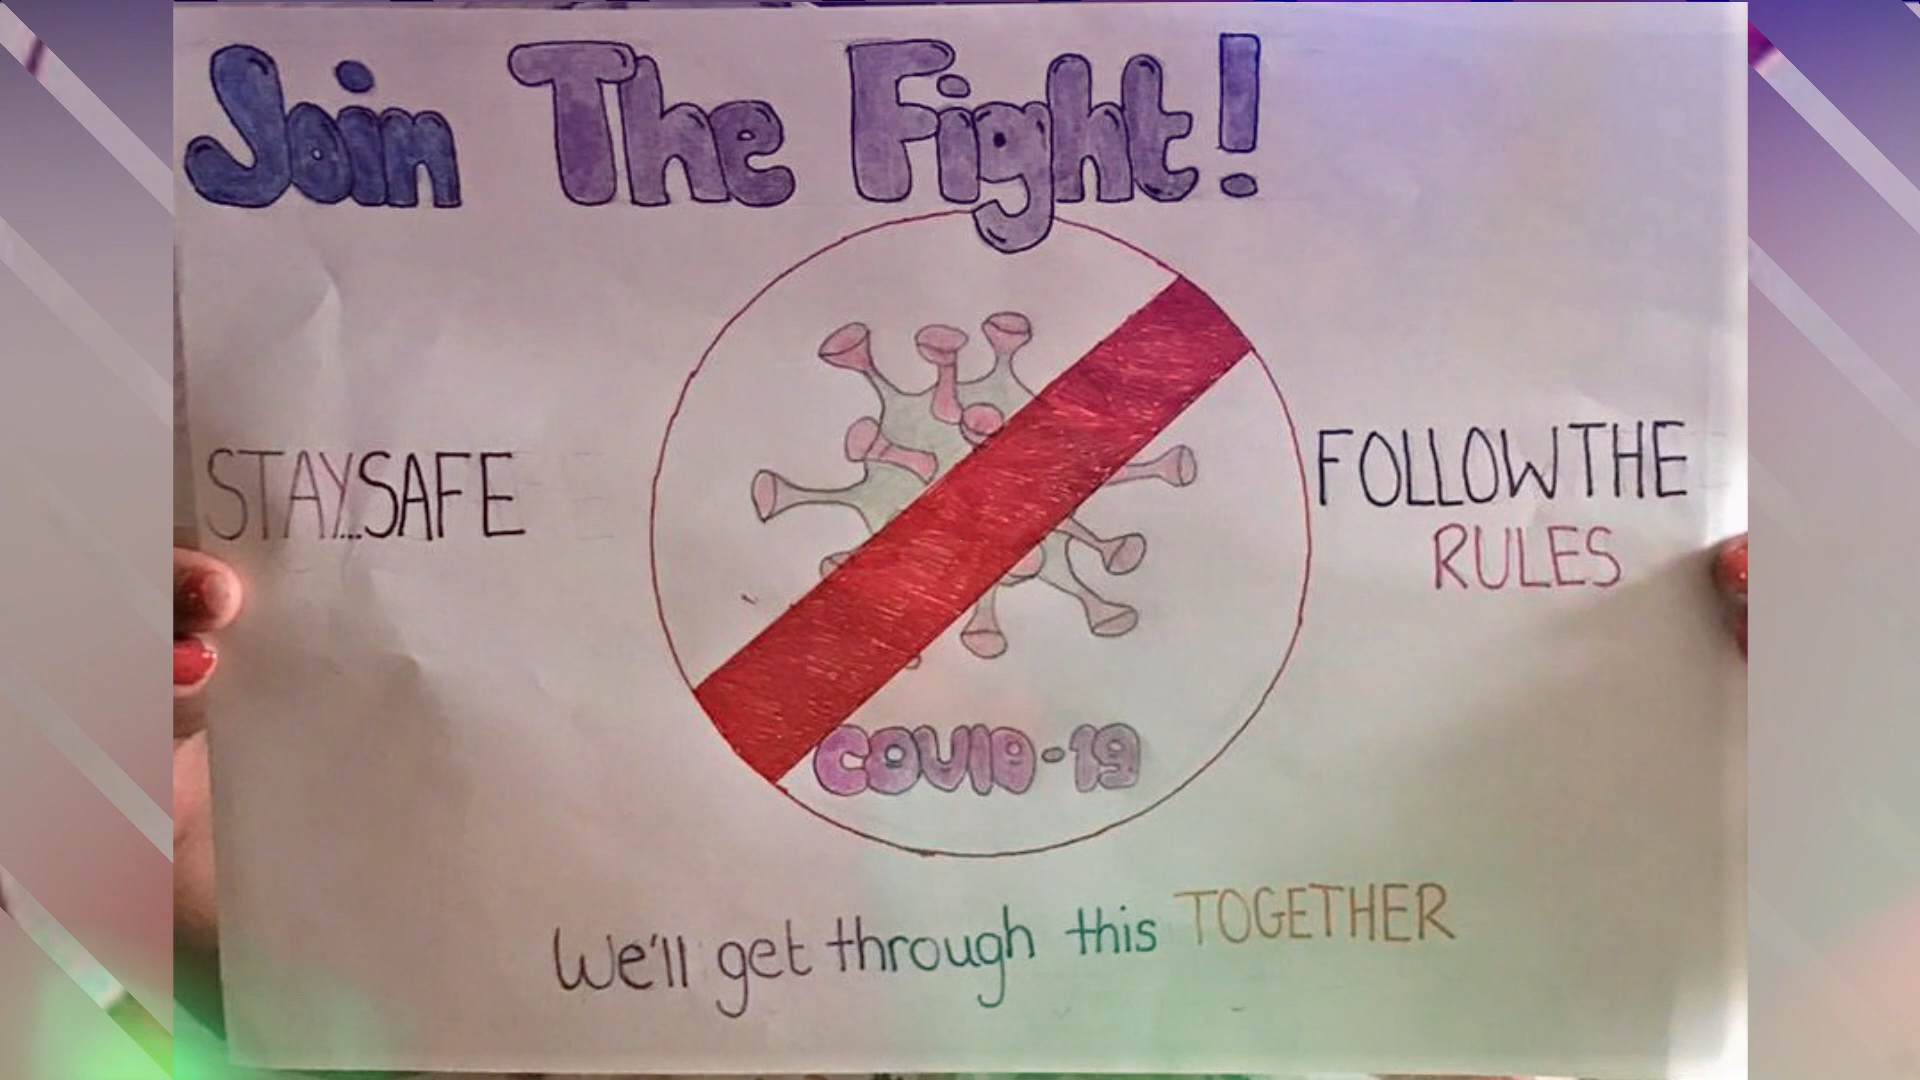 Join The Fight!
STAY...SAFE
FOLLOW THE
RULES
COVID-19
We'll get through this TOGETHER